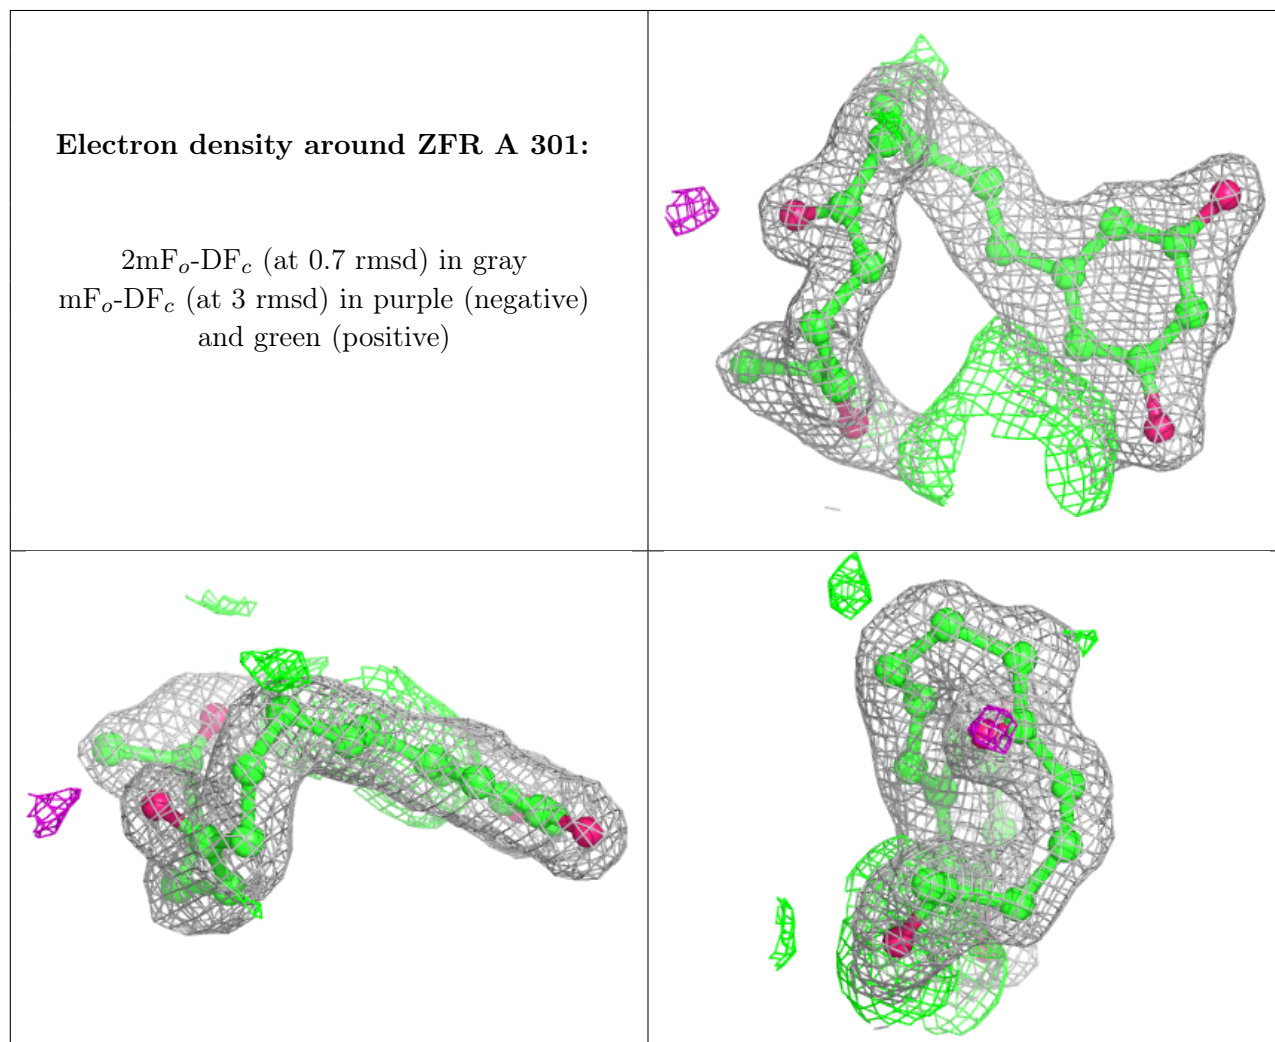 Electron density around ZFR A 301:
2mFo-DFc (at 0.7 rmsd) in gray
mFo-DFc (at 3 rmsd) in purple (negative)
and green (positive)